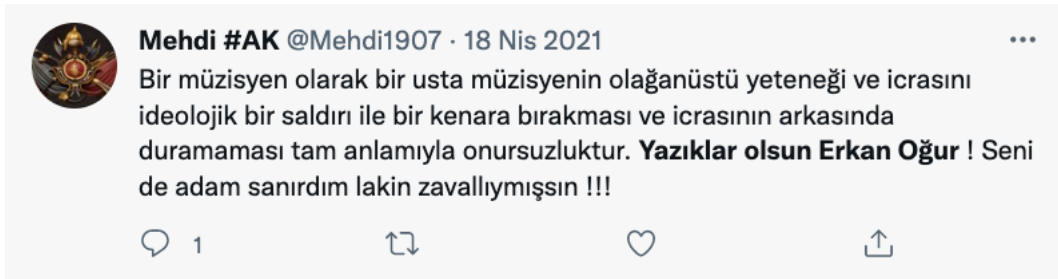 Mehdi #AK @Mehdi1907 · 18 Nis 2021
Bir müzisyen olarak bir usta müzisyenin olağanüstü yeteneği ve icrasını
ideolojik bir saldırı ile bir kenara bırakması ve icrasının arkasında
duramaması tam anlamıyla onursuzluktur. Yazıklar olsun Erkan Oğur ! Seni
de adam sanırdım lakin zavallıymışsın !!!
1